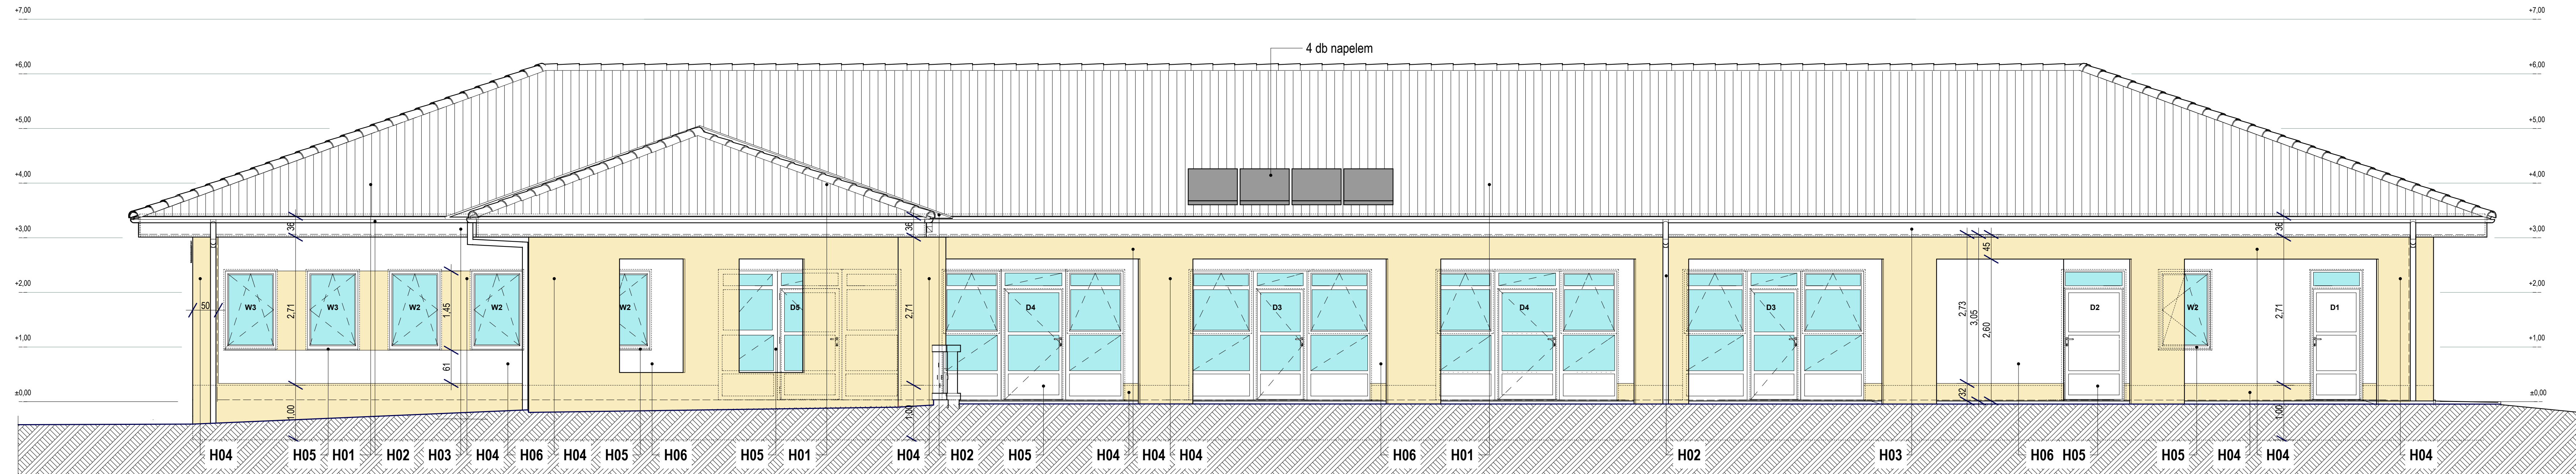 +7,00 +7,00
4 db napelem
+6,00 +6,00
+5,00 +5,00
+4,00 +4,00
36 36 36
+3,00 +3,00
45
+2,00 +2,00
50 2,71 1,45 2,71 2,73 3,05 2,60 2,71
W3 W3 W2 W2 W2 D5 D4 D3 D4 D3 D2 W2 D1
+1,00 +1,00
61
±0,00 ±0,00
32
1,00 1,00 1,00
H04 H05 H01 H02 H03 H04 H06 H04 H05 H06 H05 H01 H04 H02 H05 H04 H04 H04 H06 H01 H02 H03 H06 H05 H05 H04 H04 H04